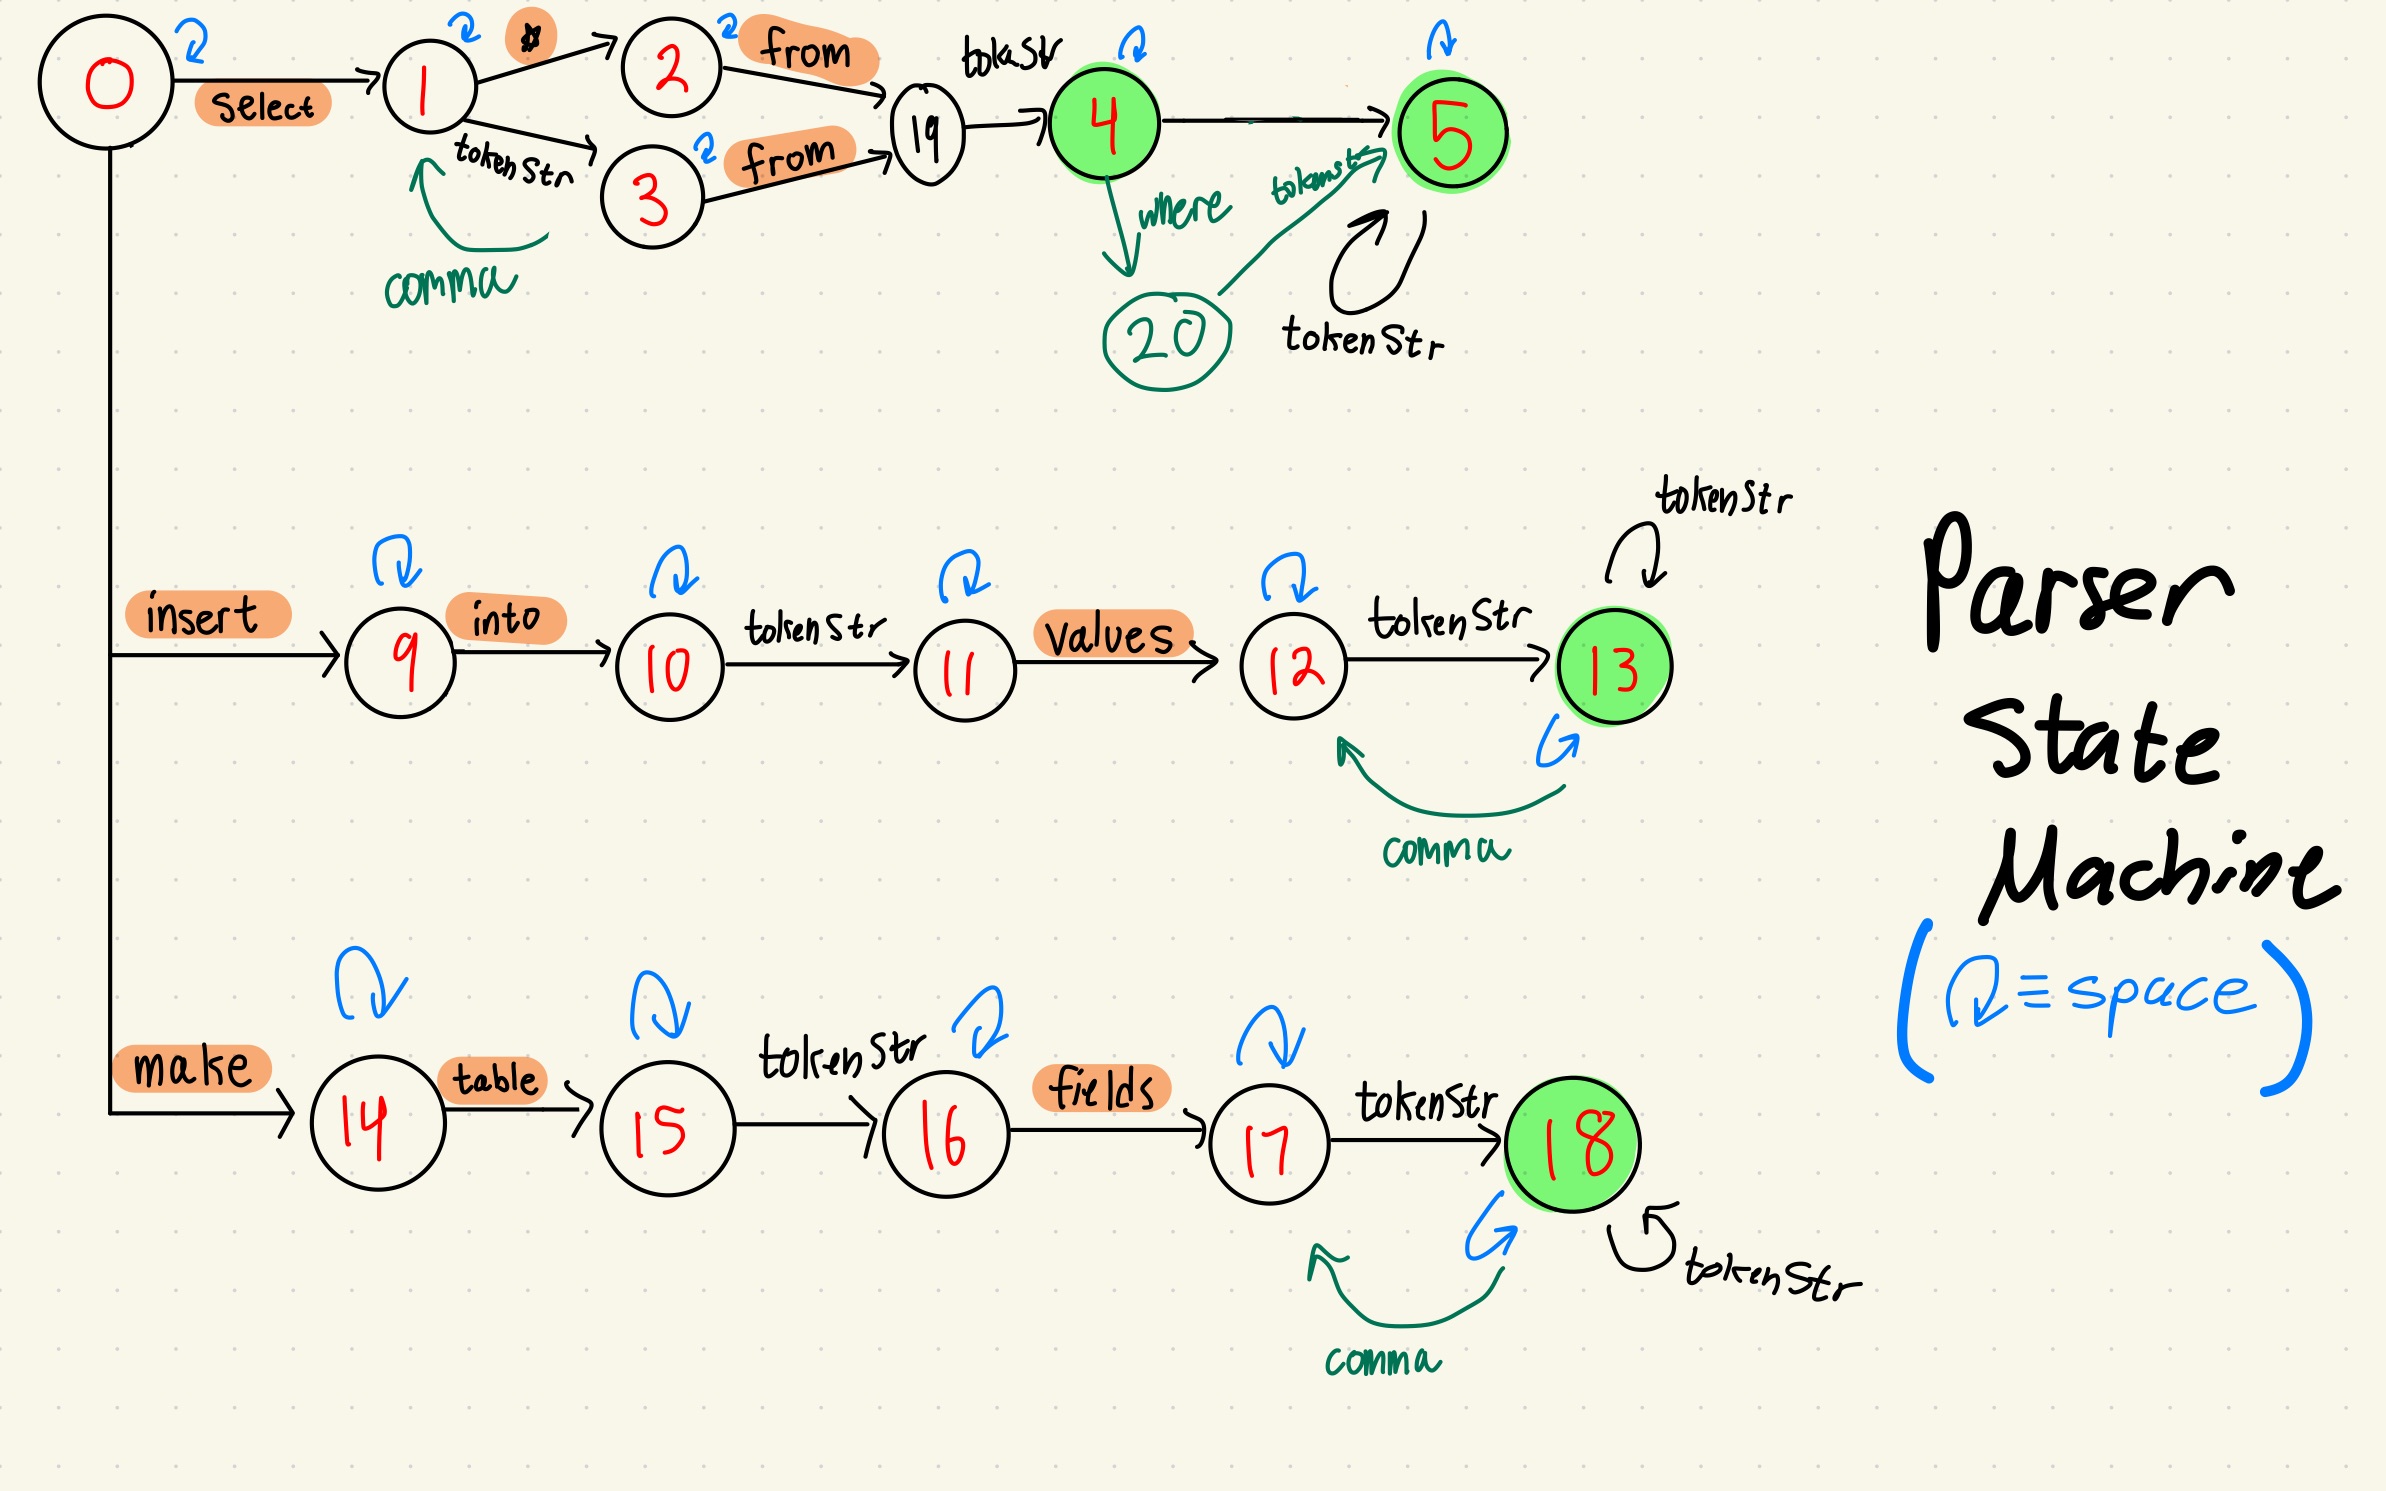 0
select
1
*
2
from
tokenStr
3
from
comma
19
tokStr
4
5
where
20
tokenStr
insert
9
into
10
tokenStr
11
values
12
tokenStr
13
tokenStr
comma
make
14
table
15
tokenStr
16
fields
17
tokenStr
18
tokenStr
comma
Parser
State
Machine
( ≡ space )